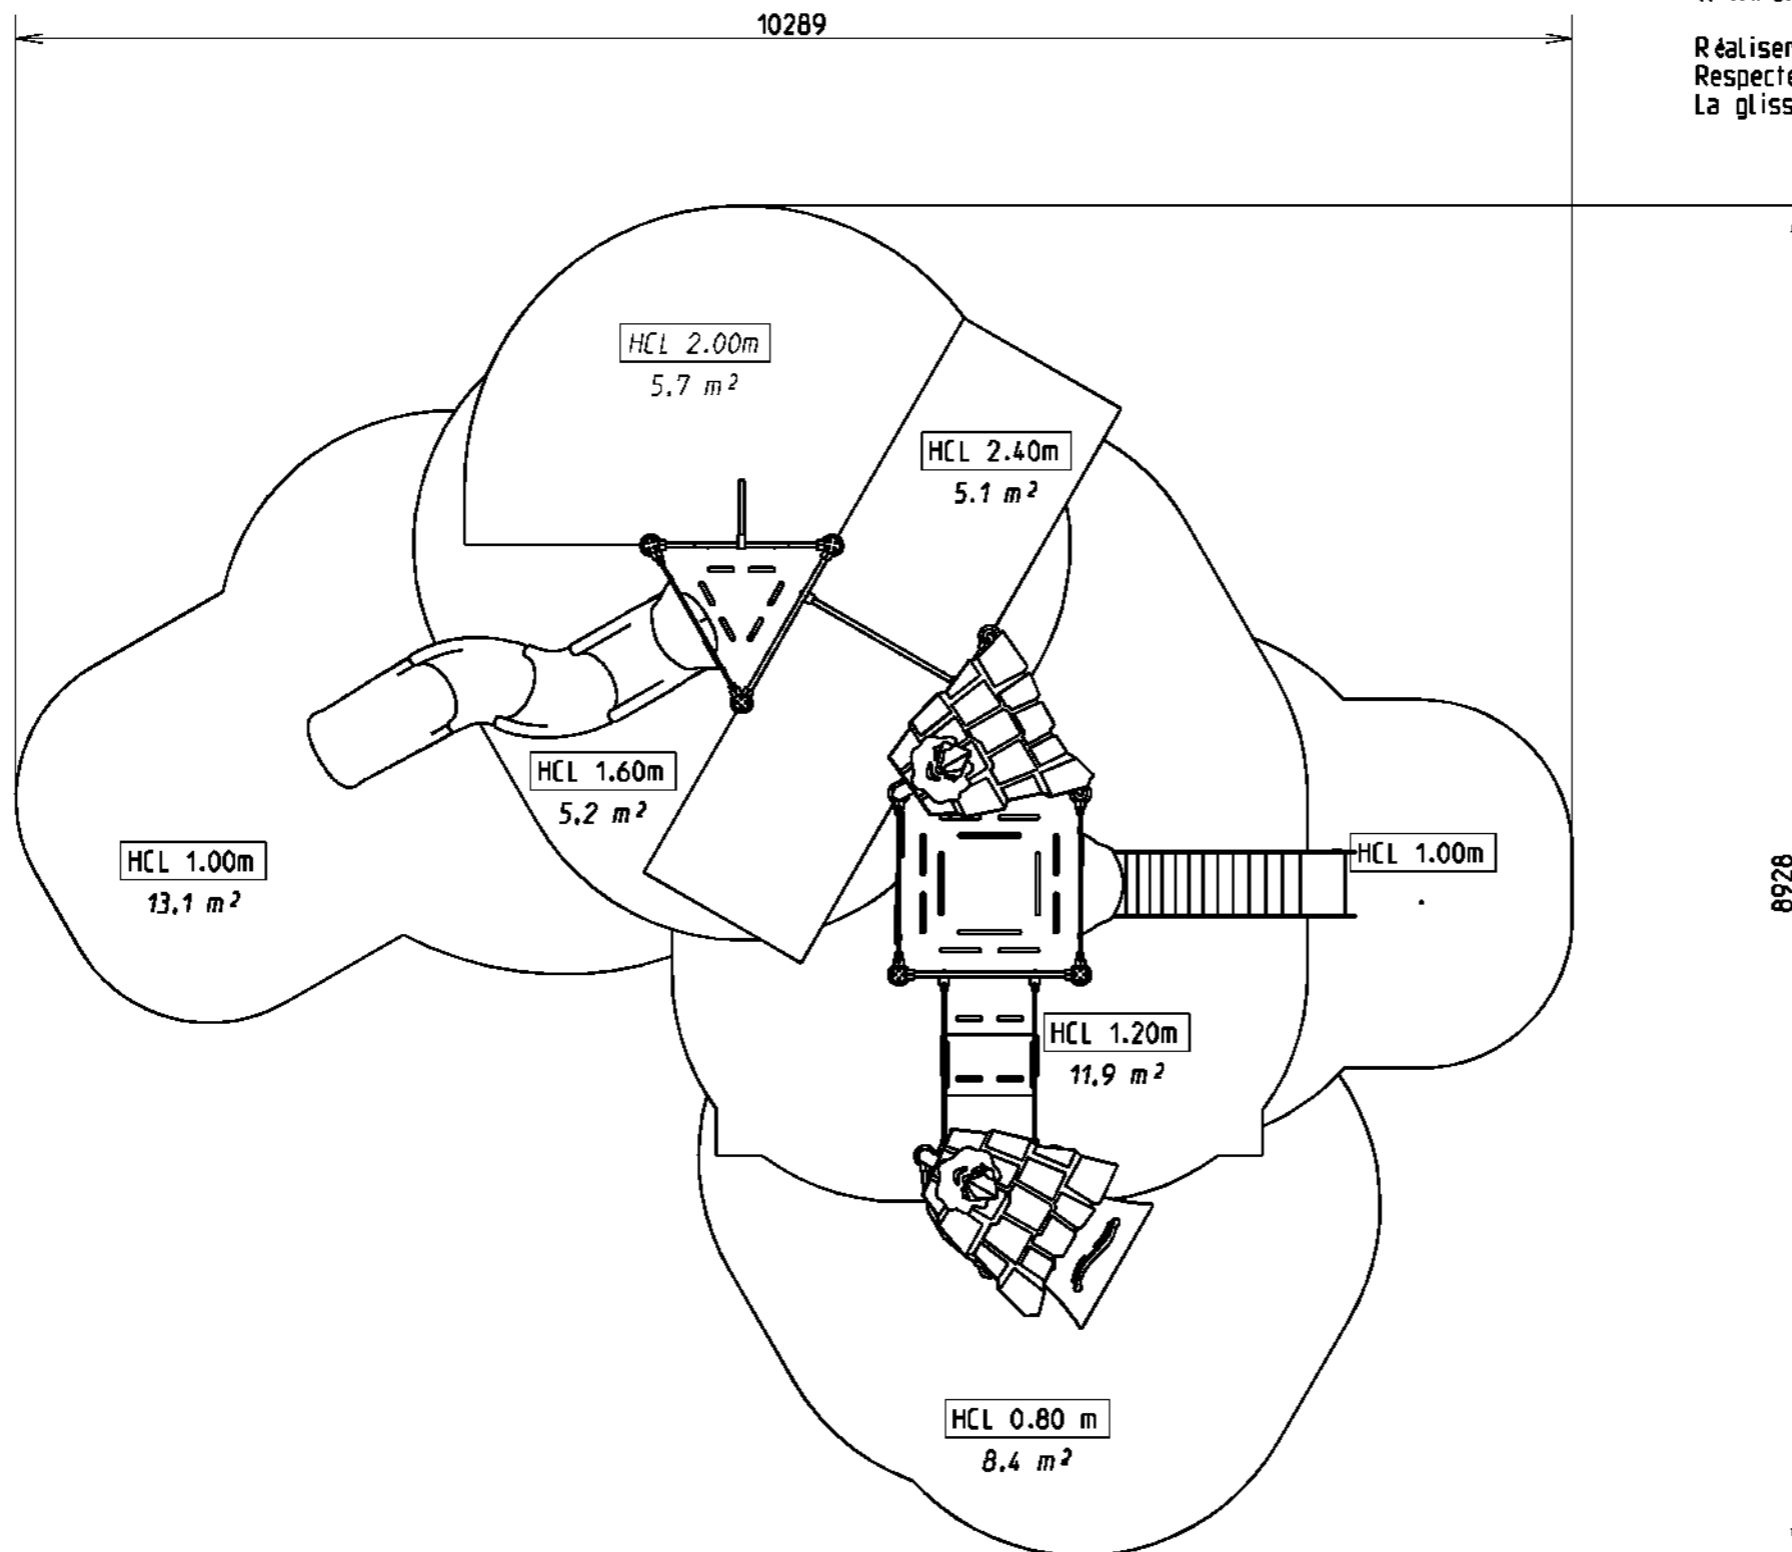 10289
Réaliser
Respecte
La gliss
HCL 2.00m
5.7 m²
HCL 2.40m
5.1 m²
HCL 1.60m
5.2 m²
HCL 1.00m
13.1 m²
HCL 1.00m
8928
HCL 1.20m
11.9 m²
HCL 0.80 m
8.4 m²